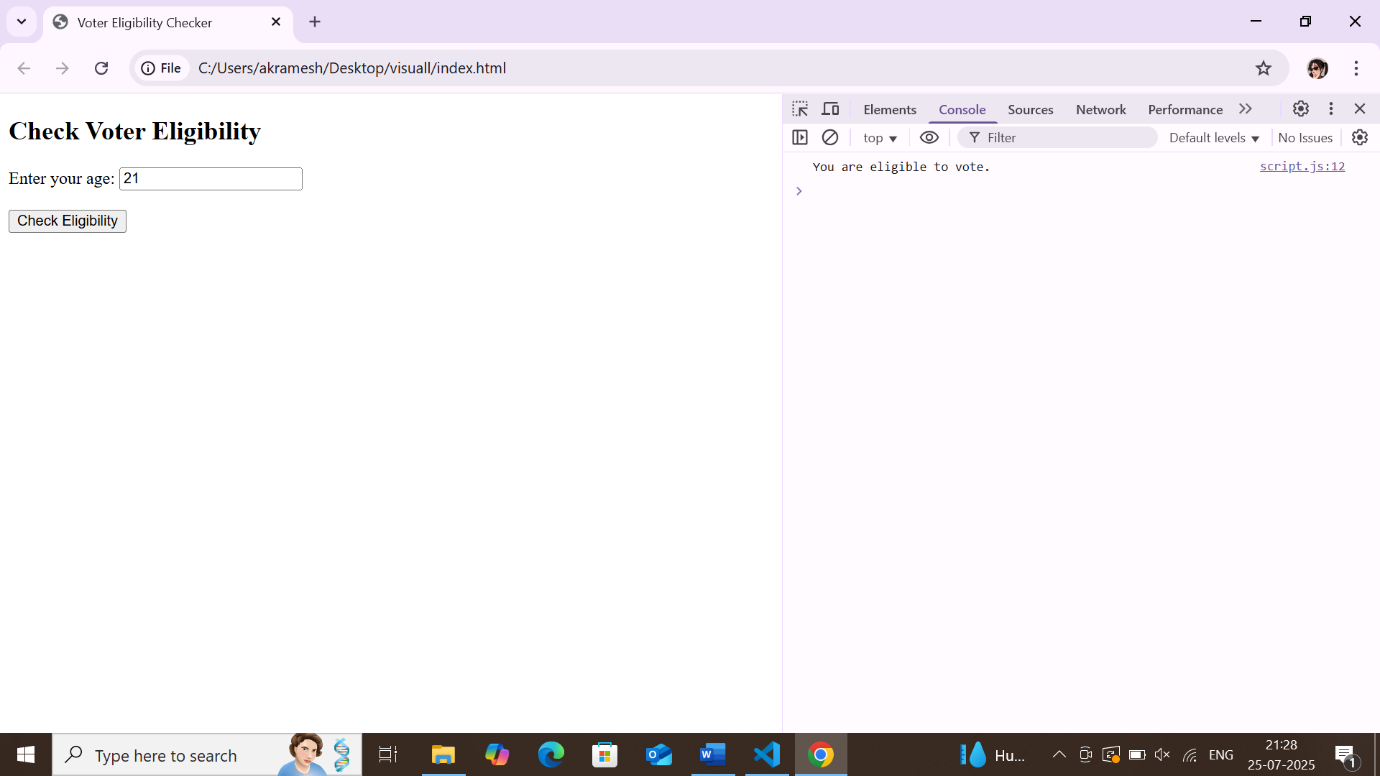 Voter Eligibility Checker
File
C:/Users/akramesh/Desktop/visuall/index.html
Check Voter Eligibility
Enter your age: 21
Check Eligibility
Elements Console Sources Network Performance
top Filter Default levels No Issues
You are eligible to vote. script.js:12
Type here to search
Hu...
ENG
21:28
25-07-2025
1